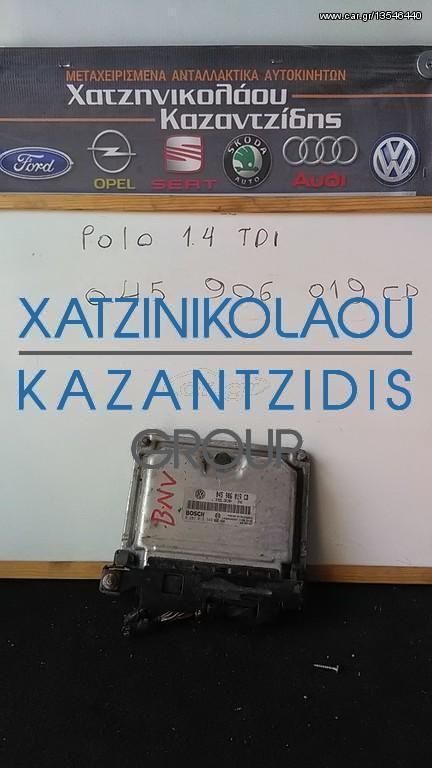 www.car.gr/13546440
ΜΕΤΑΧΕΙΡΙΣΜΕΝΑ ΑΝΤΑΛΛΑΚΤΙΚΑ ΑΥΤΟΚΙΝΗΤΩΝ
Χατζηνικολάου
Καζαντζίδης
Ford
OPEL
SEAT
SKODA
AUTO
Audi
Polo 1.4 TDI
045 906 019 CD
XATZINIKOLAOU
KAZANTZIDIS
GROUP
BNV
045 906 019 CD
BOSCH